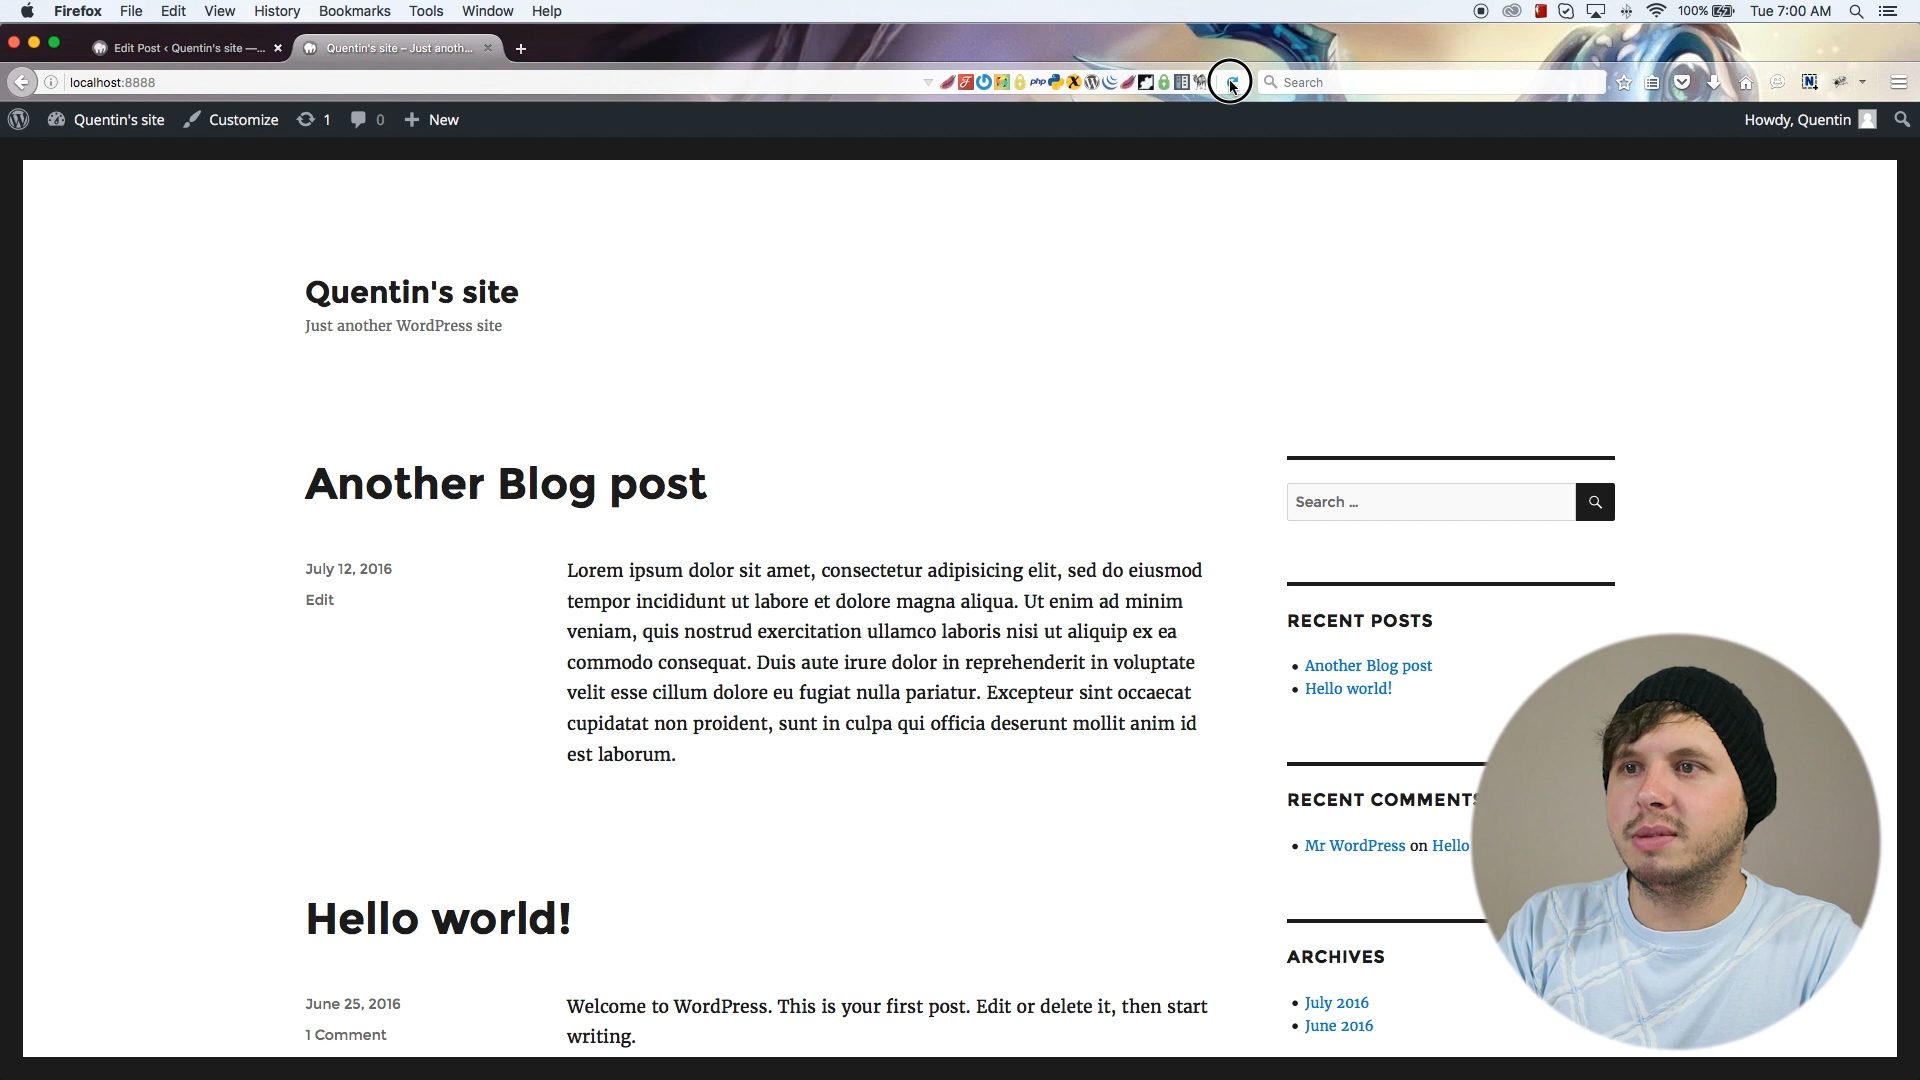 Firefox File Edit View History Bookmarks Tools Window Help
100% Tue 7:00 AM
Edit Post ‹ Quentin's site —...
Quentin's site – Just anoth...
localhost:8888
php
Search
Quentin's site Customize 1 0 New
Howdy, Quentin
Quentin's site
Just another WordPress site
Another Blog post
July 12, 2016
Edit
Lorem ipsum dolor sit amet, consectetur adipisicing elit, sed do eiusmod
tempor incididunt ut labore et dolore magna aliqua. Ut enim ad minim
veniam, quis nostrud exercitation ullamco laboris nisi ut aliquip ex ea
commodo consequat. Duis aute irure dolor in reprehenderit in voluptate
velit esse cillum dolore eu fugiat nulla pariatur. Excepteur sint occaecat
cupidatat non proident, sunt in culpa qui officia deserunt mollit anim id
est laborum.
Hello world!
June 25, 2016
1 Comment
Welcome to WordPress. This is your first post. Edit or delete it, then start
writing.
Search ...
RECENT POSTS
Another Blog post
Hello world!
RECENT COMMENTS
Mr WordPress on Hello
ARCHIVES
July 2016
June 2016